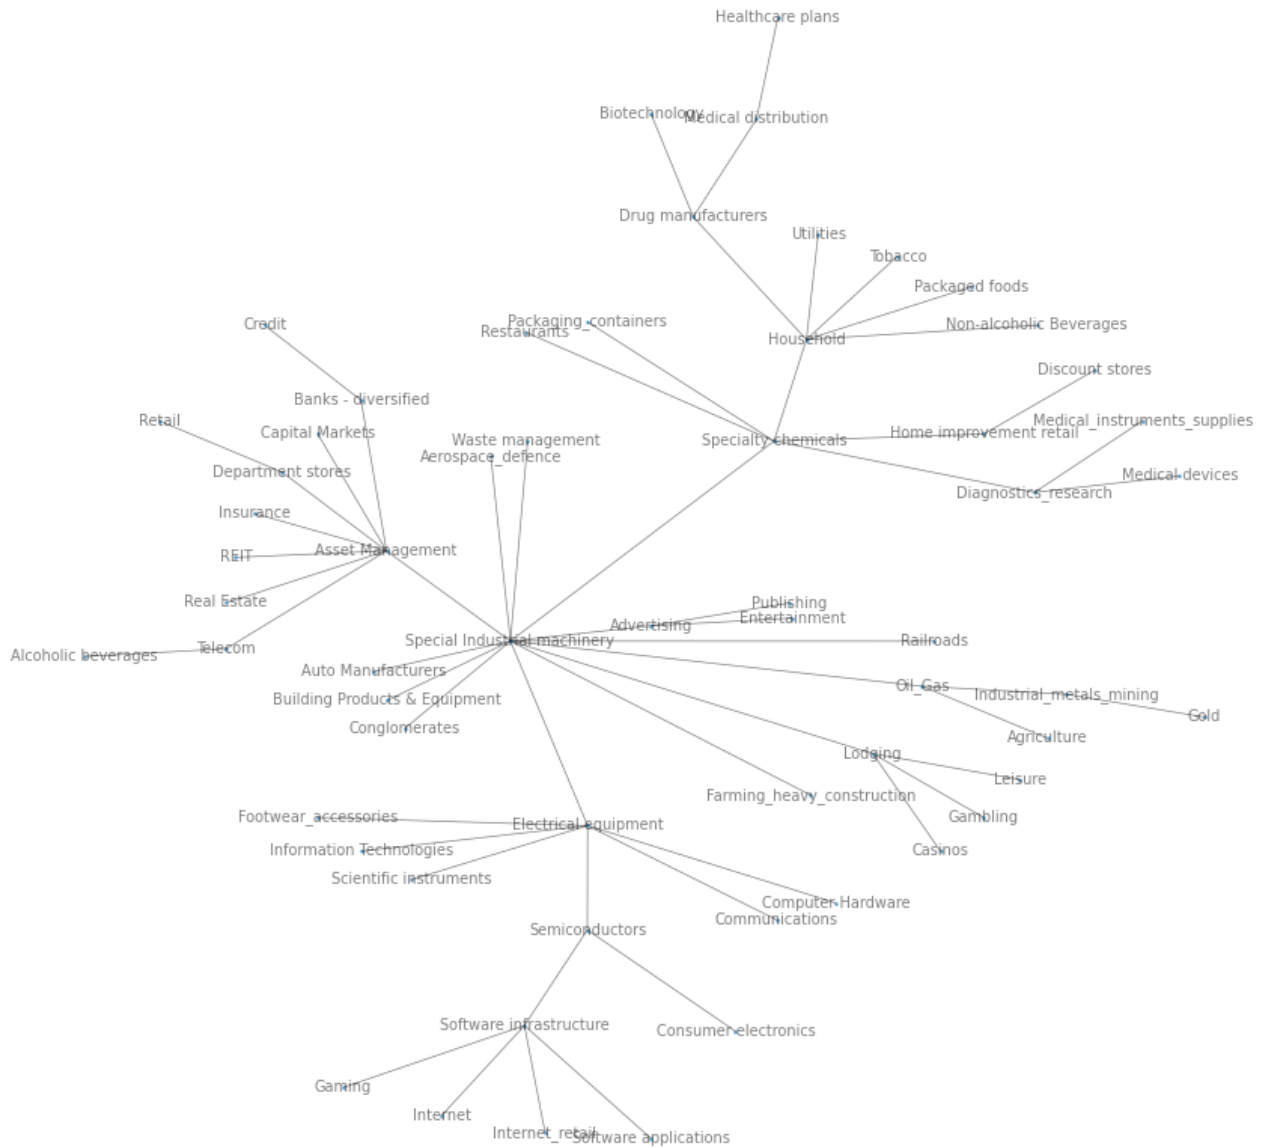 Healthcare plans
Biotechnology
Medical distribution
Drug manufacturers
Utilities
Tobacco
Packaged foods
Packaging_containers
Credit
Non-alcoholic Beverages
Restaurants
Household
Discount stores
Banks - diversified
Retail
Medical_instruments_supplies
Capital Markets
Home improvement retail
Waste management
Specialty chemicals
Aerospace_defence
Department stores
Medical devices
Diagnostics_research
Insurance
Asset Management
REIT
Real Estate
Publishing
Entertainment
Advertising
Special Industrial machinery
Railroads
Telecom
Alcoholic beverages
Auto Manufacturers
Oil_Gas
Industrial_metals_mining
Building Products & Equipment
Gold
Conglomerates
Agriculture
Lodging
Leisure
Farming_heavy_construction
Footwear_accessories
Gambling
Electrical equipment
Information Technologies
Casinos
Scientific instruments
Computer Hardware
Communications
Semiconductors
Software infrastructure
Consumer electronics
Gaming
Internet
Internet_retail
Software applications